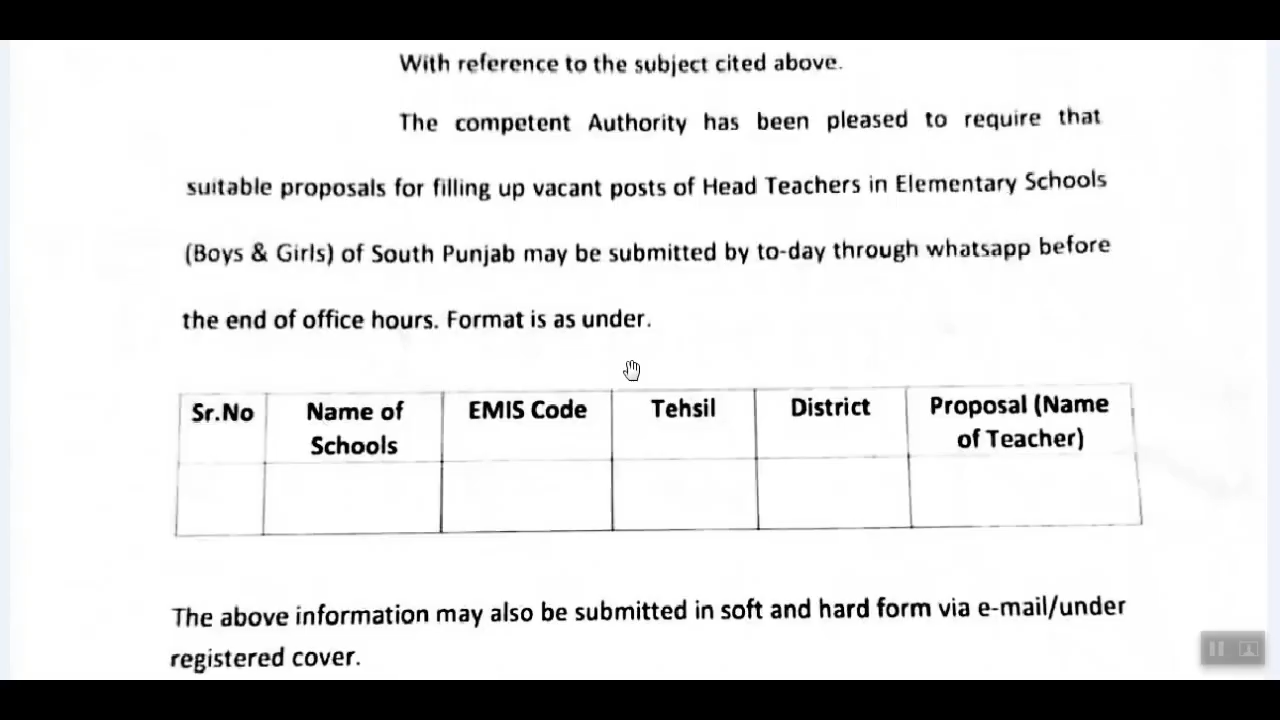 With reference to the subject cited above.
The competent Authority has been pleased to require that
suitable proposals for filling up vacant posts of Head Teachers in Elementary Schools
(Boys & Girls) of South Punjab may be submitted by to-day through whatsapp before
the end of office hours. Format is as under.
Sr.No Name of Schools EMIS Code Tehsil District Proposal (Name of Teacher)
The above information may also be submitted in soft and hard form via e-mail/under
registered cover.